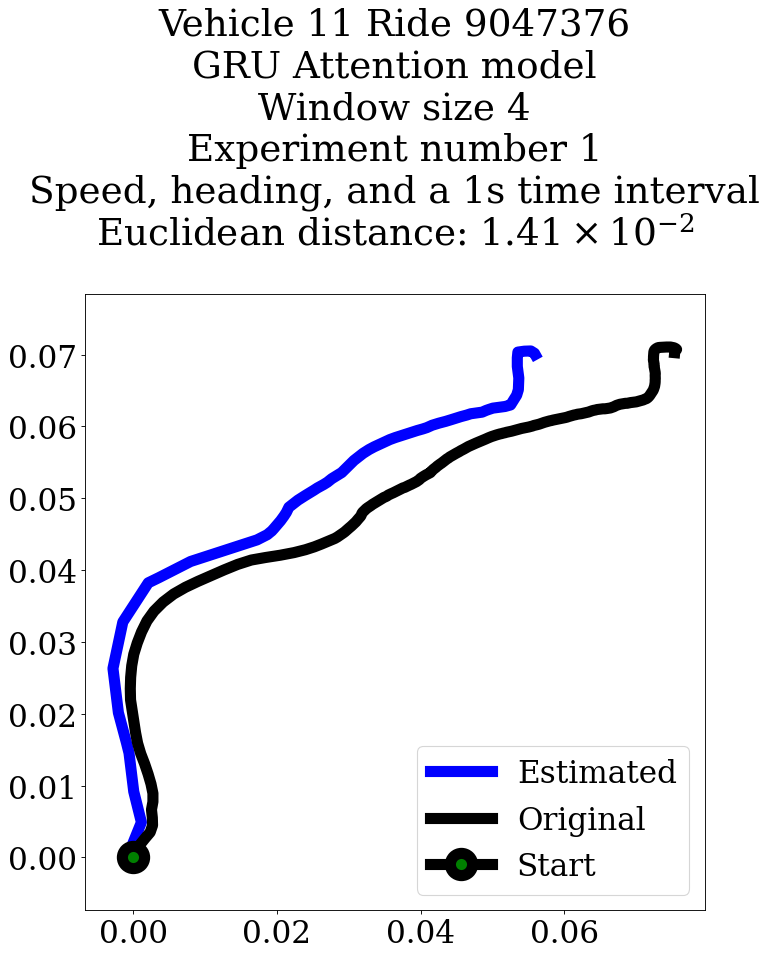 Vehicle 11 Ride 9047376
GRU Attention model
Window size 4
Experiment number 1
Speed, heading, and a 1s time interval
Euclidean distance: 1.41 × 10⁻²
0.07
0.06
0.05
0.04
0.03
0.02
0.01
0.00
Estimated
Original
Start
0.00 0.02 0.04 0.06